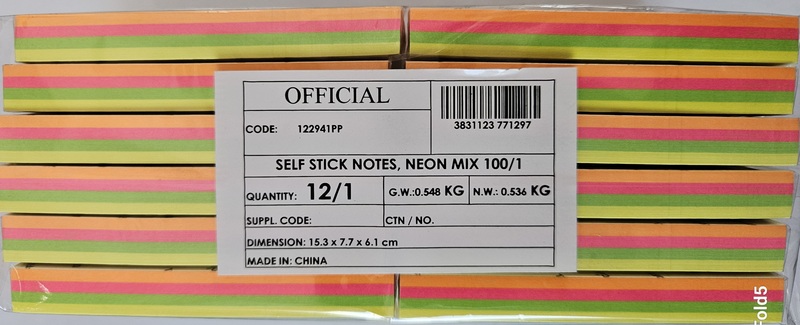 OFFICIAL
3831123 771297
CODE: 122941PP
SELF STICK NOTES, NEON MIX 100/1
QUANTITY: 12/1 G.W.:0.548 KG N.W.: 0.536 KG
SUPPL. CODE: CTN / NO.
DIMENSION: 15.3 x 7.7 x 6.1 cm
MADE IN: CHINA
Fold5